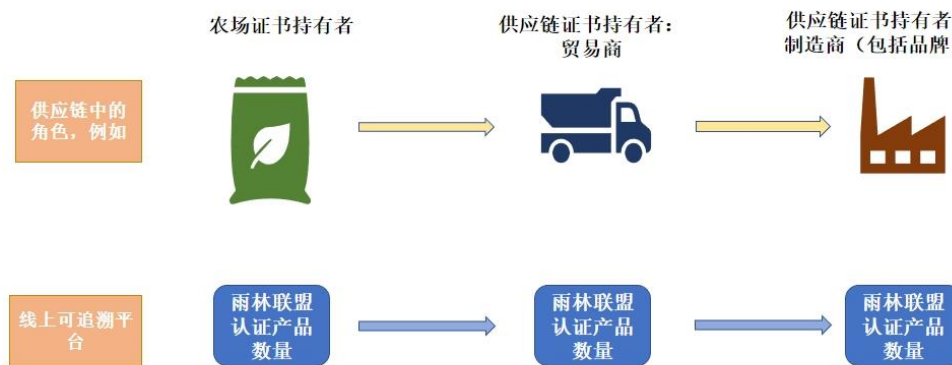 农场证书持有者
供应链证书持有者：
贸易商
供应链证书持有者
制造商（包括品牌
供应链中的
角色，例如
线上可追溯平
台
雨林联盟
认证产品
数量
雨林联盟
认证产品
数量
雨林联盟
认证产品
数量